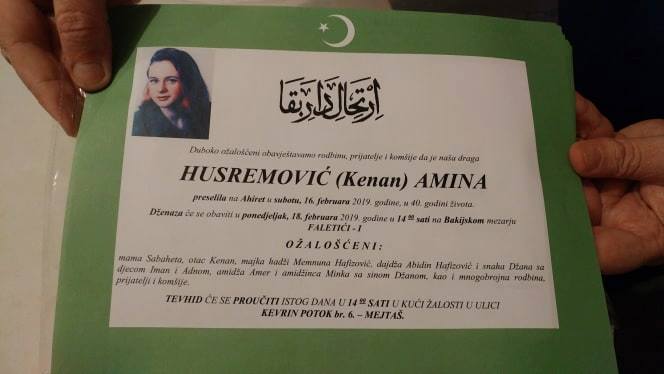 ارتحال دار بقا
Duboko ožalošćeni obavještavamo rodbinu, prijatelje i komšije da je naša draga
HUSREMOVIĆ (Kenan) AMINA
preselila na Ahiret u subotu, 16. februara 2019. godine, u 40. godini života.
Dženaza će se obaviti u ponedjeljak, 18. februara 2019. godine u 14 00 sati na Bakijskom mezarju
FALETIĆI - I
O Ž A L O Š Ć E N I :
mama Sabaheta, otac Kenan, majka hadži Memnuna Hafizović, dajdža Abidin Hafizović i snaha Džana sa
djecom Iman i Adnom, amidža Amer i amidžinca Minka sa sinom Džanom, kao i mnogobrojna rodbina,
prijatelji i komšije.
TEVHID ĆE SE PROUČITI ISTOG DANA U 14 00 SATI U KUĆI ŽALOSTI U ULICI
KEVRIN POTOK br. 6. – MEJTAŠ.